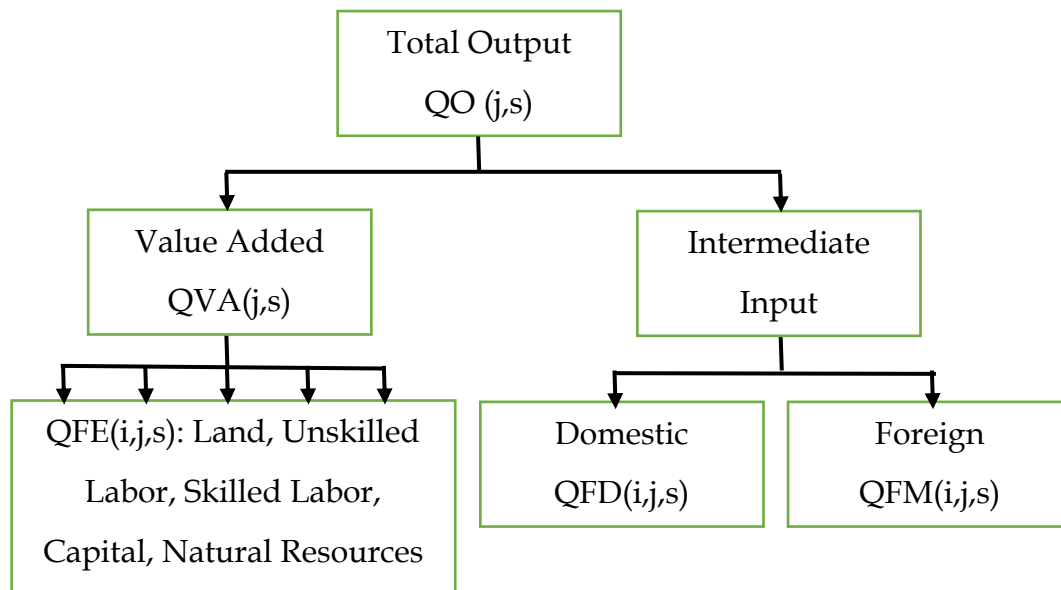 Total Output
QO (j,s)
Value Added
QVA(j,s)
Intermediate
Input
QFE(i,j,s): Land, Unskilled
Labor, Skilled Labor,
Capital, Natural Resources
Domestic
QFD(i,j,s)
Foreign
QFM(i,j,s)